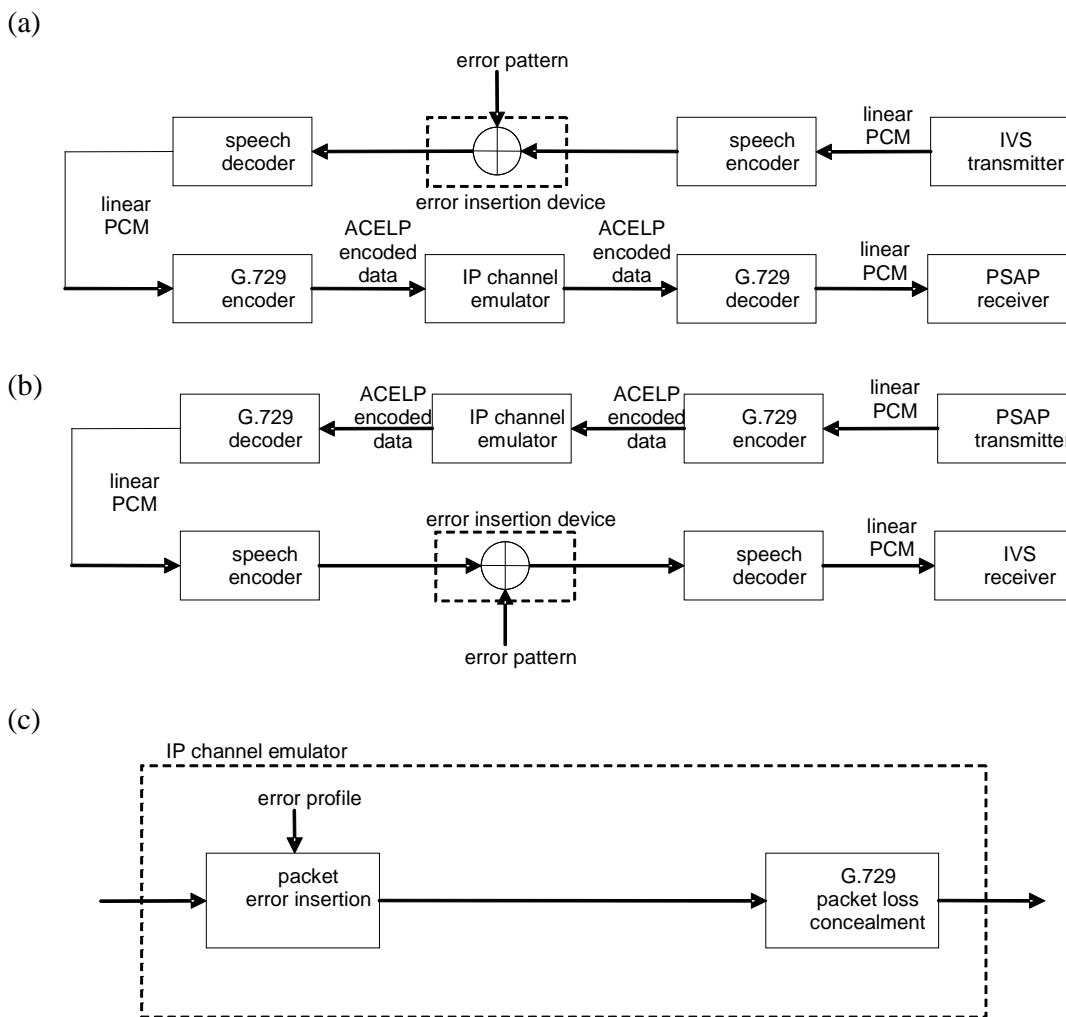 (a)
error pattern
speech
decoder
error insertion device
speech
encoder
linear
PCM
IVS
transmitter
linear
PCM
G.729
encoder
ACELP
encoded
data
IP channel
emulator
ACELP
encoded
data
G.729
decoder
linear
PCM
PSAP
receiver
(b)
G.729
decoder
ACELP
encoded
data
IP channel
emulator
ACELP
encoded
data
G.729
encoder
linear
PCM
PSAP
transmitter
linear
PCM
speech
encoder
error insertion device
error pattern
speech
decoder
linear
PCM
IVS
receiver
(c)
IP channel emulator
error profile
packet
error insertion
G.729
packet loss
concealment